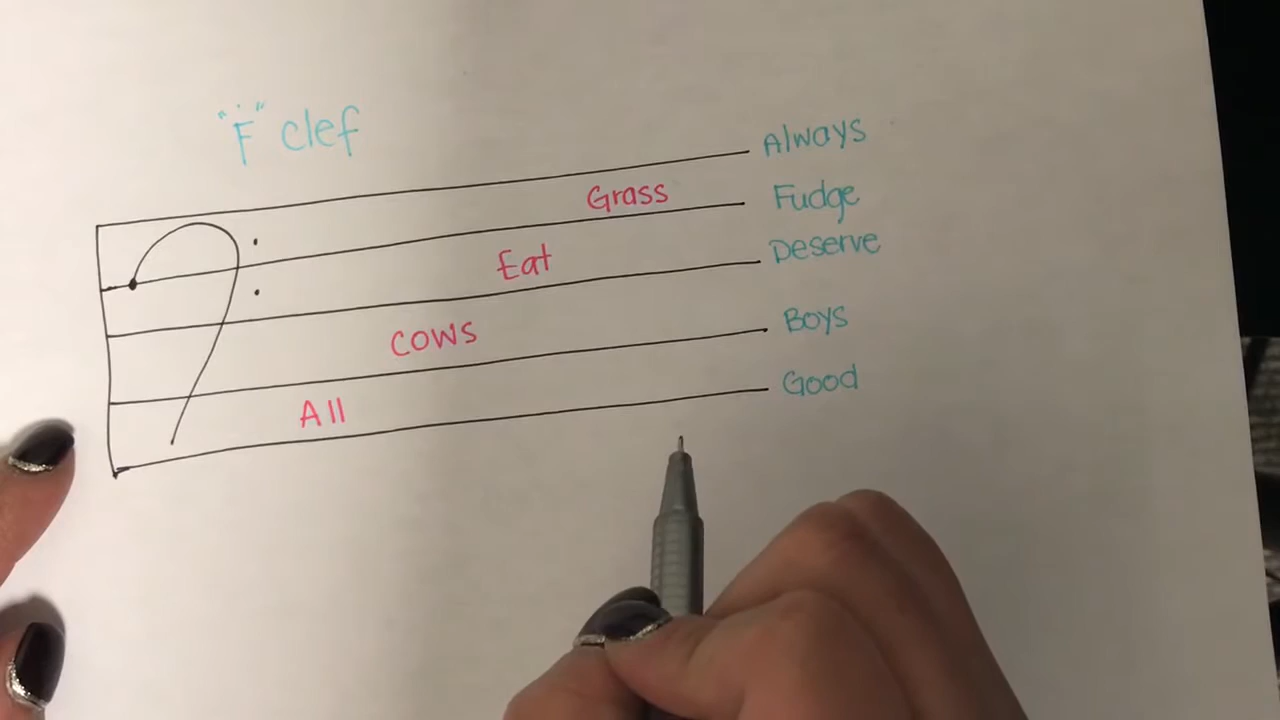 "F" clef
Always
Grass
Fudge
Eat
Deserve
Cows
Boys
All
Good